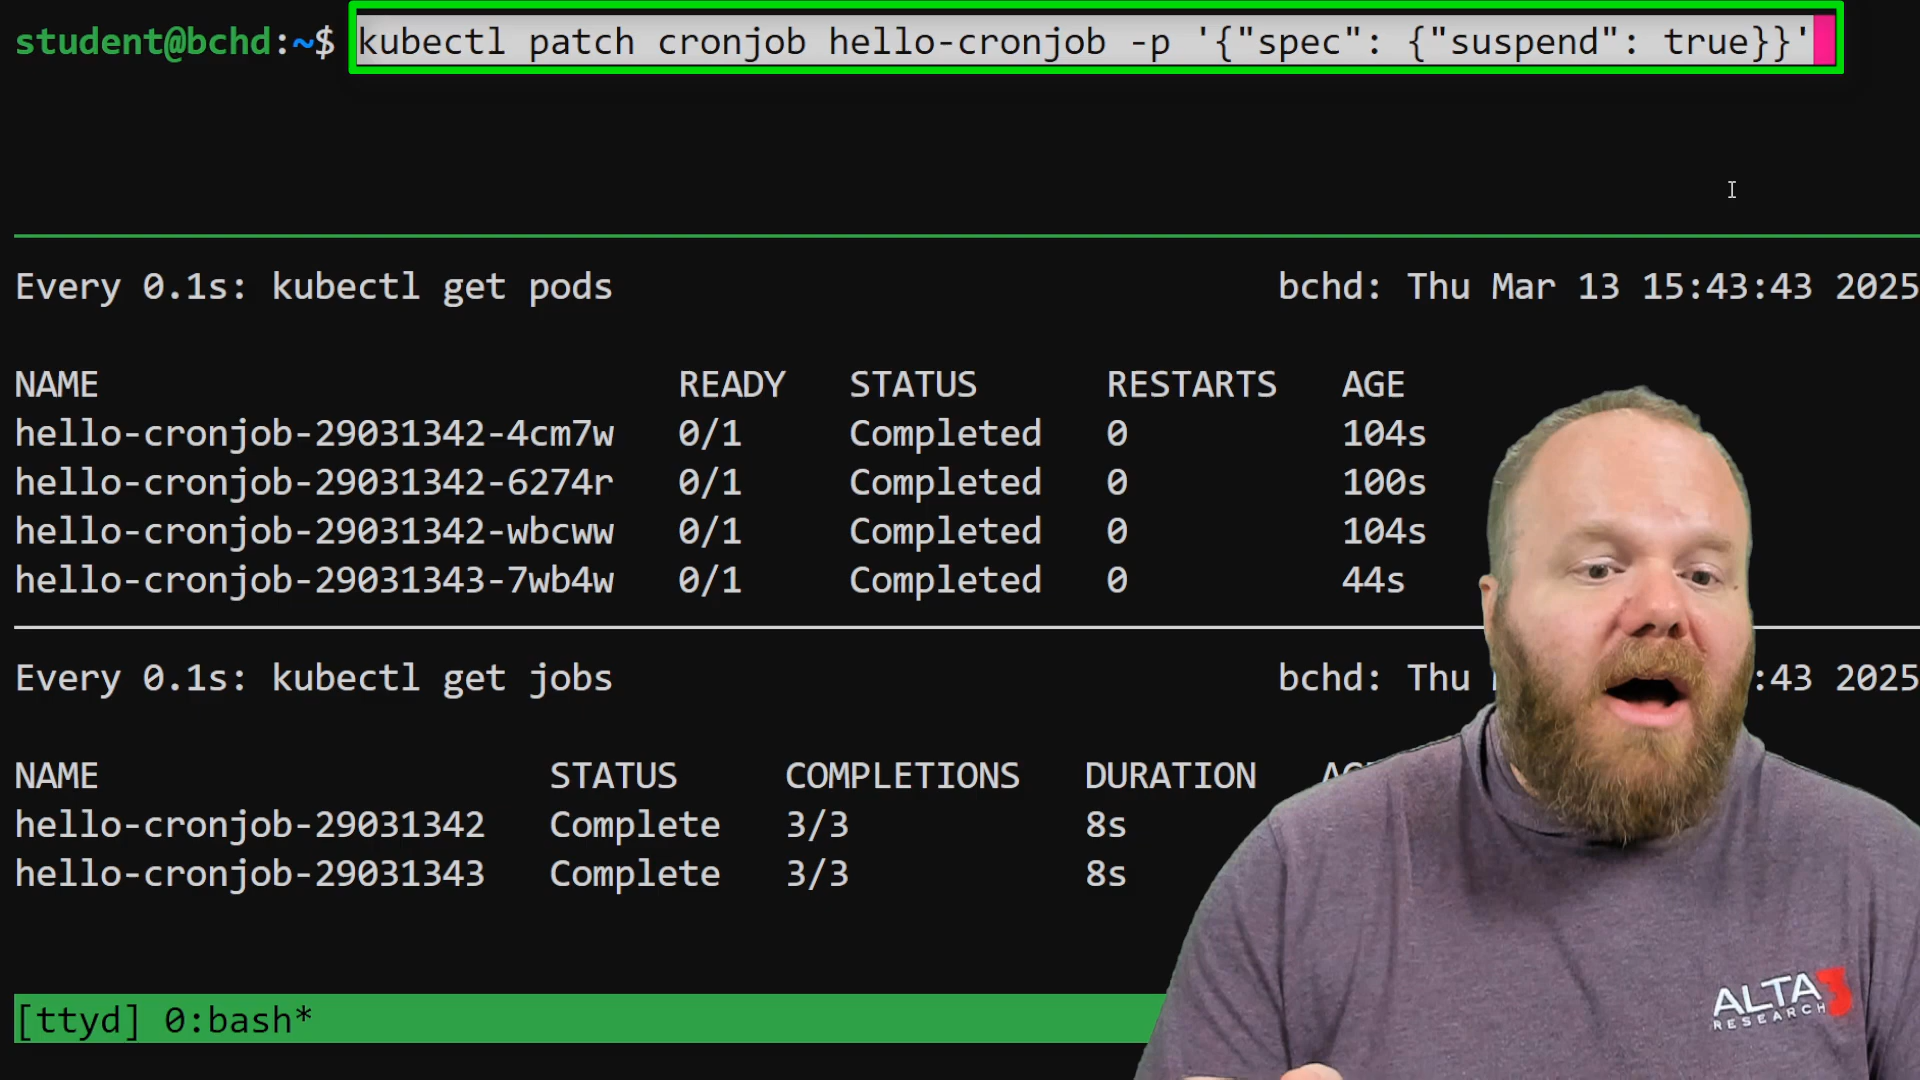 student@bchd:~$ kubectl patch cronjob hello-cronjob -p '{"spec": {"suspend": true}}'
Every 0.1s: kubectl get pods bchd: Thu Mar 13 15:43:43 2025
NAME READY STATUS RESTARTS AGE
hello-cronjob-29031342-4cm7w 0/1 Completed 0 104s
hello-cronjob-29031342-6274r 0/1 Completed 0 100s
hello-cronjob-29031342-wbcww 0/1 Completed 0 104s
hello-cronjob-29031343-7wb4w 0/1 Completed 0 44s
Every 0.1s: kubectl get jobs bchd: Thu :43 2025
NAME STATUS COMPLETIONS DURATION
hello-cronjob-29031342 Complete 3/3 8s
hello-cronjob-29031343 Complete 3/3 8s
ALTA3
RESEARCH
[ttyd] 0:bash*